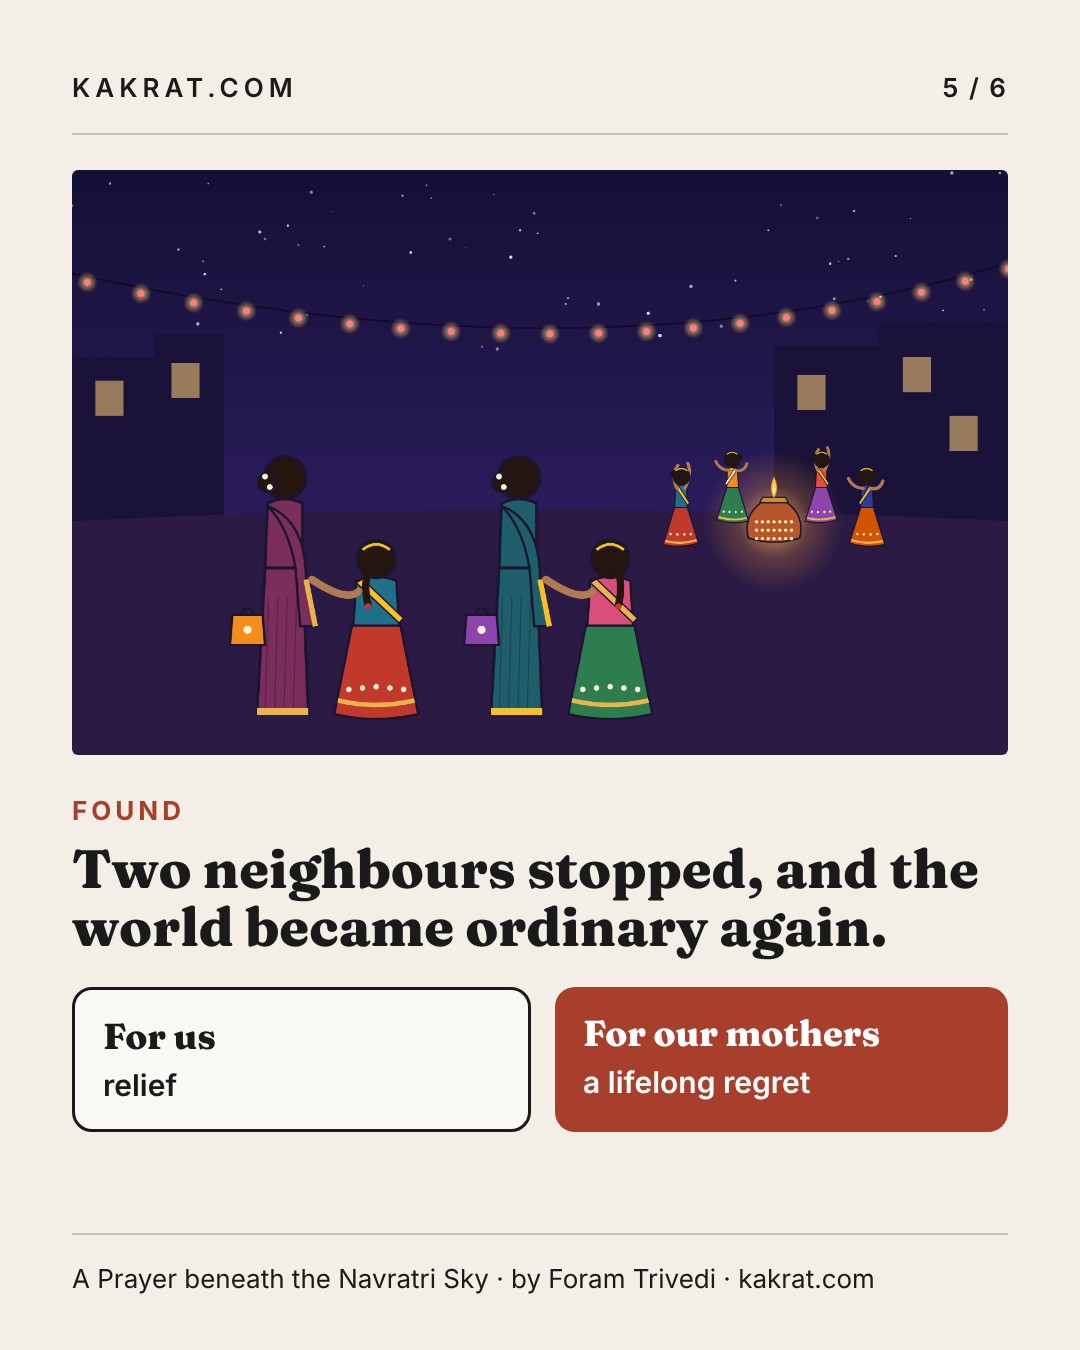 KAKRAT.COM
5 / 6
FOUND
Two neighbours stopped, and the
world became ordinary again.
For us
relief
For our mothers
a lifelong regret
A Prayer beneath the Navratri Sky · by Foram Trivedi · kakrat.com